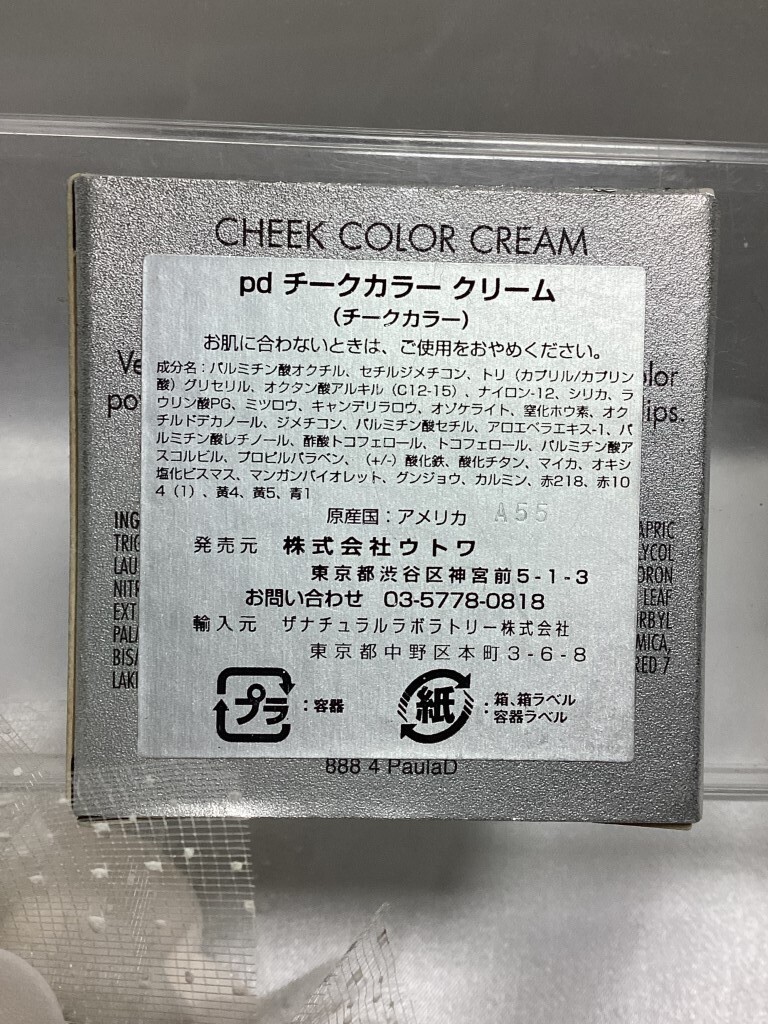 CHEEK COLOR CREAM
pd チークカラー クリーム
(チークカラー)
お肌に合わないときは、ご使用をおやめください。
成分名：パルミチン酸オクチル、セチルジメチコン、トリ（カプリル/カプリン
酸）グリセリル、オクタン酸アルキル（C12-15）、ナイロン-12、シリカ、ラ
ウリン酸PG、ミツロウ、キャンデリラロウ、オゾケライト、窒化ホウ素、オク
チルドデカノール、ジメチコン、パルミチン酸セチル、アロエベラエキス-1、パ
ルミチン酸レチノール、酢酸トコフェロール、トコフェロール、パルミチン酸ア
スコルビル、プロピルパラベン、（+/-）酸化鉄、酸化チタン、マイカ、オキシ
塩化ビスマス、マンガンバイオレット、グンジョウ、カルミン、赤218、赤10
4（1）、黄4、黄5、青1
原産国：アメリカ A55
発売元 株式会社ウトワ
東京都渋谷区神宮前5-1-3
お問い合わせ 03-5778-0818
輸入元 ザナチュラルラボラトリー株式会社
東京都中野区本町3-6-8
プラ：容器 紙：箱、箱ラベル
容器ラベル
888 4 PaulaD
ips.
LEAF
RED 7